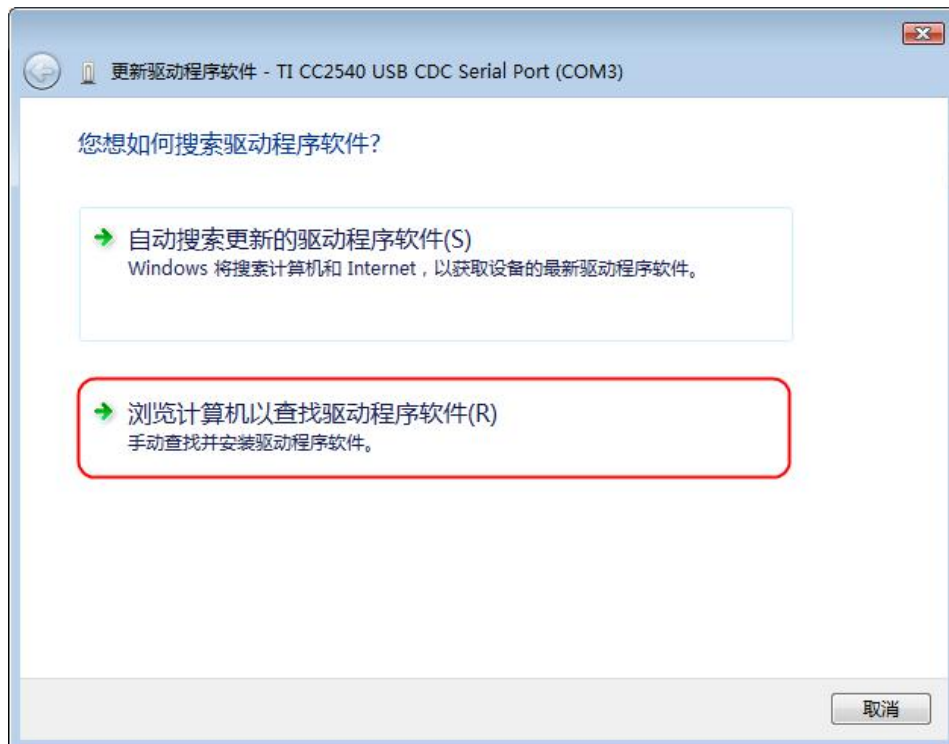 更新驱动程序软件 - TI CC2540 USB CDC Serial Port (COM3)
您想如何搜索驱动程序软件?
自动搜索更新的驱动程序软件(S)
Windows 将搜索计算机和 Internet，以获取设备的最新驱动程序软件。
浏览计算机以查找驱动程序软件(R)
手动查找并安装驱动程序软件。
取消